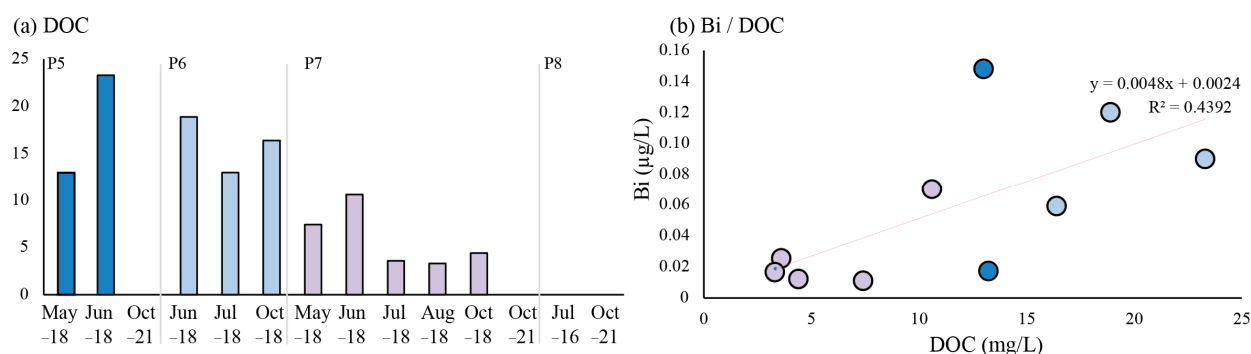 (a) DOC
25
20
15
10
5
0
P5
P6
P7
P8
May Jun Oct Jun Jul Oct May Jun Jul Aug Oct Oct Jul Oct
–18 –18 –21 –18 –18 –18 –18 –18 –18 –18 –18 –21 –16 –21
(b) Bi / DOC
0.16
0.14
0.12
0.10
0.08
0.06
0.04
0.02
0
Bi (µg/L)
y = 0.0048x + 0.0024
R² = 0.4392
0 5 10 15 20 25
DOC (mg/L)